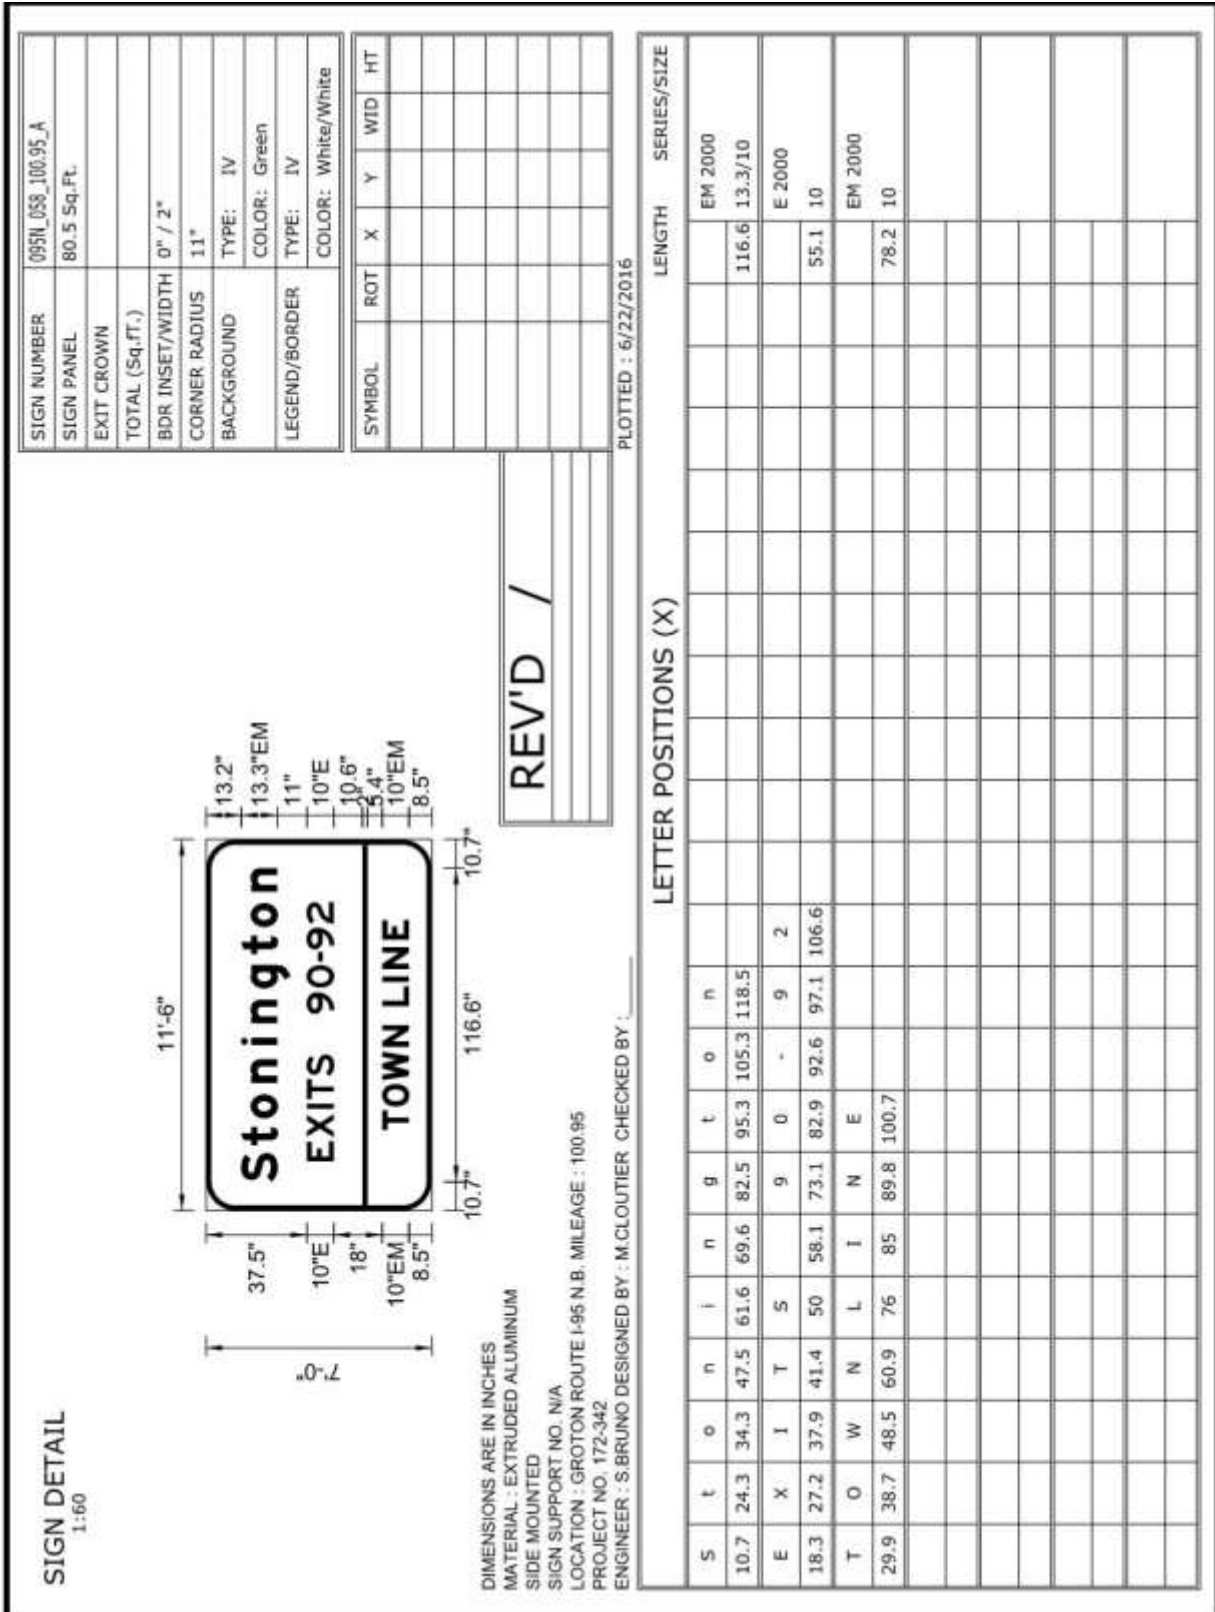 SIGN DETAIL
1:60
11'-6"
7'-0"
37.5"
10"E
18"
10"EM
8.5"
Stonington
EXITS 90-92
TOWN LINE
13.2"
13.3"EM
11"
10"E
10.6"
2"
5.4"
10"EM
8.5"
10.7" 116.6" 10.7"
DIMENSIONS ARE IN INCHES
MATERIAL : EXTRUDED ALUMINUM
SIDE MOUNTED
SIGN SUPPORT NO. N/A
LOCATION : GROTON ROUTE I-95 N.B. MILEAGE : 100.95
PROJECT NO. 172-342
ENGINEER : S.BRUNO DESIGNED BY : M.CLOUTIER CHECKED BY :
REV'D /
SIGN NUMBER 095N_058_100.95_A
SIGN PANEL 80.5 Sq.Ft.
EXIT CROWN
TOTAL (Sq.fT.)
BDR INSET/WIDTH 0" / 2"
CORNER RADIUS 11"
BACKGROUND TYPE: IV
COLOR: Green
LEGEND/BORDER TYPE: IV
COLOR: White/White
SYMBOL ROT X Y WID HT
PLOTTED : 6/22/2016
LETTER POSITIONS (X) LENGTH SERIES/SIZE
S t o n i n g t o n EM 2000
10.7 24.3 34.3 47.5 61.6 69.6 82.5 95.3 105.3 118.5 116.6 13.3/10
E X I T S 9 0 - 9 2 E 2000
18.3 27.2 37.9 41.4 50 58.1 73.1 82.9 92.6 97.1 106.6 55.1 10
T O W N L I N E EM 2000
29.9 38.7 48.5 60.9 76 85 89.8 100.7 78.2 10